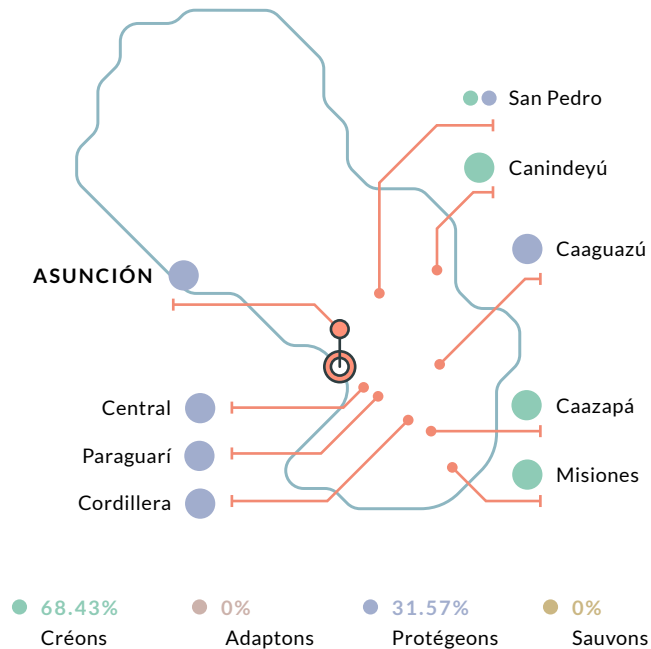 San Pedro
Canindeyú
Caaguazú
ASUNCIÓN
Central
Caazapá
Paraguarí
Misiones
Cordillera
68.43%
Créons
0%
Adaptons
31.57%
Protégeons
0%
Sauvons